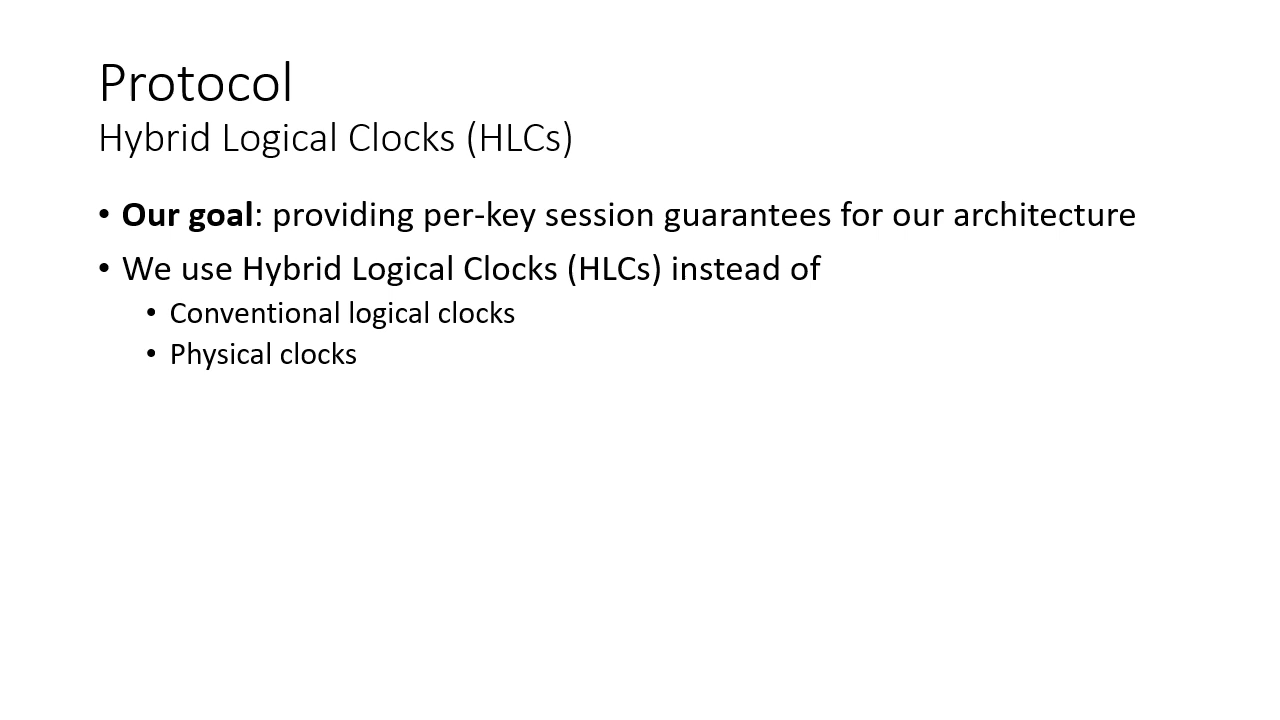 Protocol
Hybrid Logical Clocks (HLCs)
• Our goal: providing per-key session guarantees for our architecture
• We use Hybrid Logical Clocks (HLCs) instead of
• Conventional logical clocks
• Physical clocks